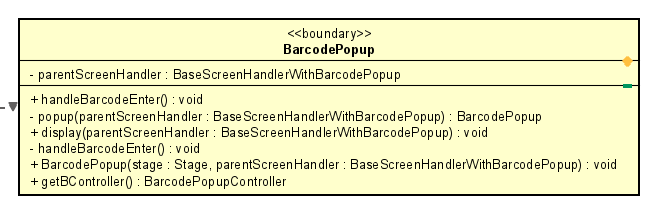 <<boundary>>
BarcodePopup
- parentScreenHandler : BaseScreenHandlerWithBarcodePopup
+ handleBarcodeEnter() : void
- popup(parentScreenHandler : BaseScreenHandlerWithBarcodePopup) : BarcodePopup
+ display(parentScreenHandler : BaseScreenHandlerWithBarcodePopup) : void
- handleBarcodeEnter() : void
+ BarcodePopup(stage : Stage, parentScreenHandler : BaseScreenHandlerWithBarcodePopup) : void
+ getBController() : BarcodePopupController